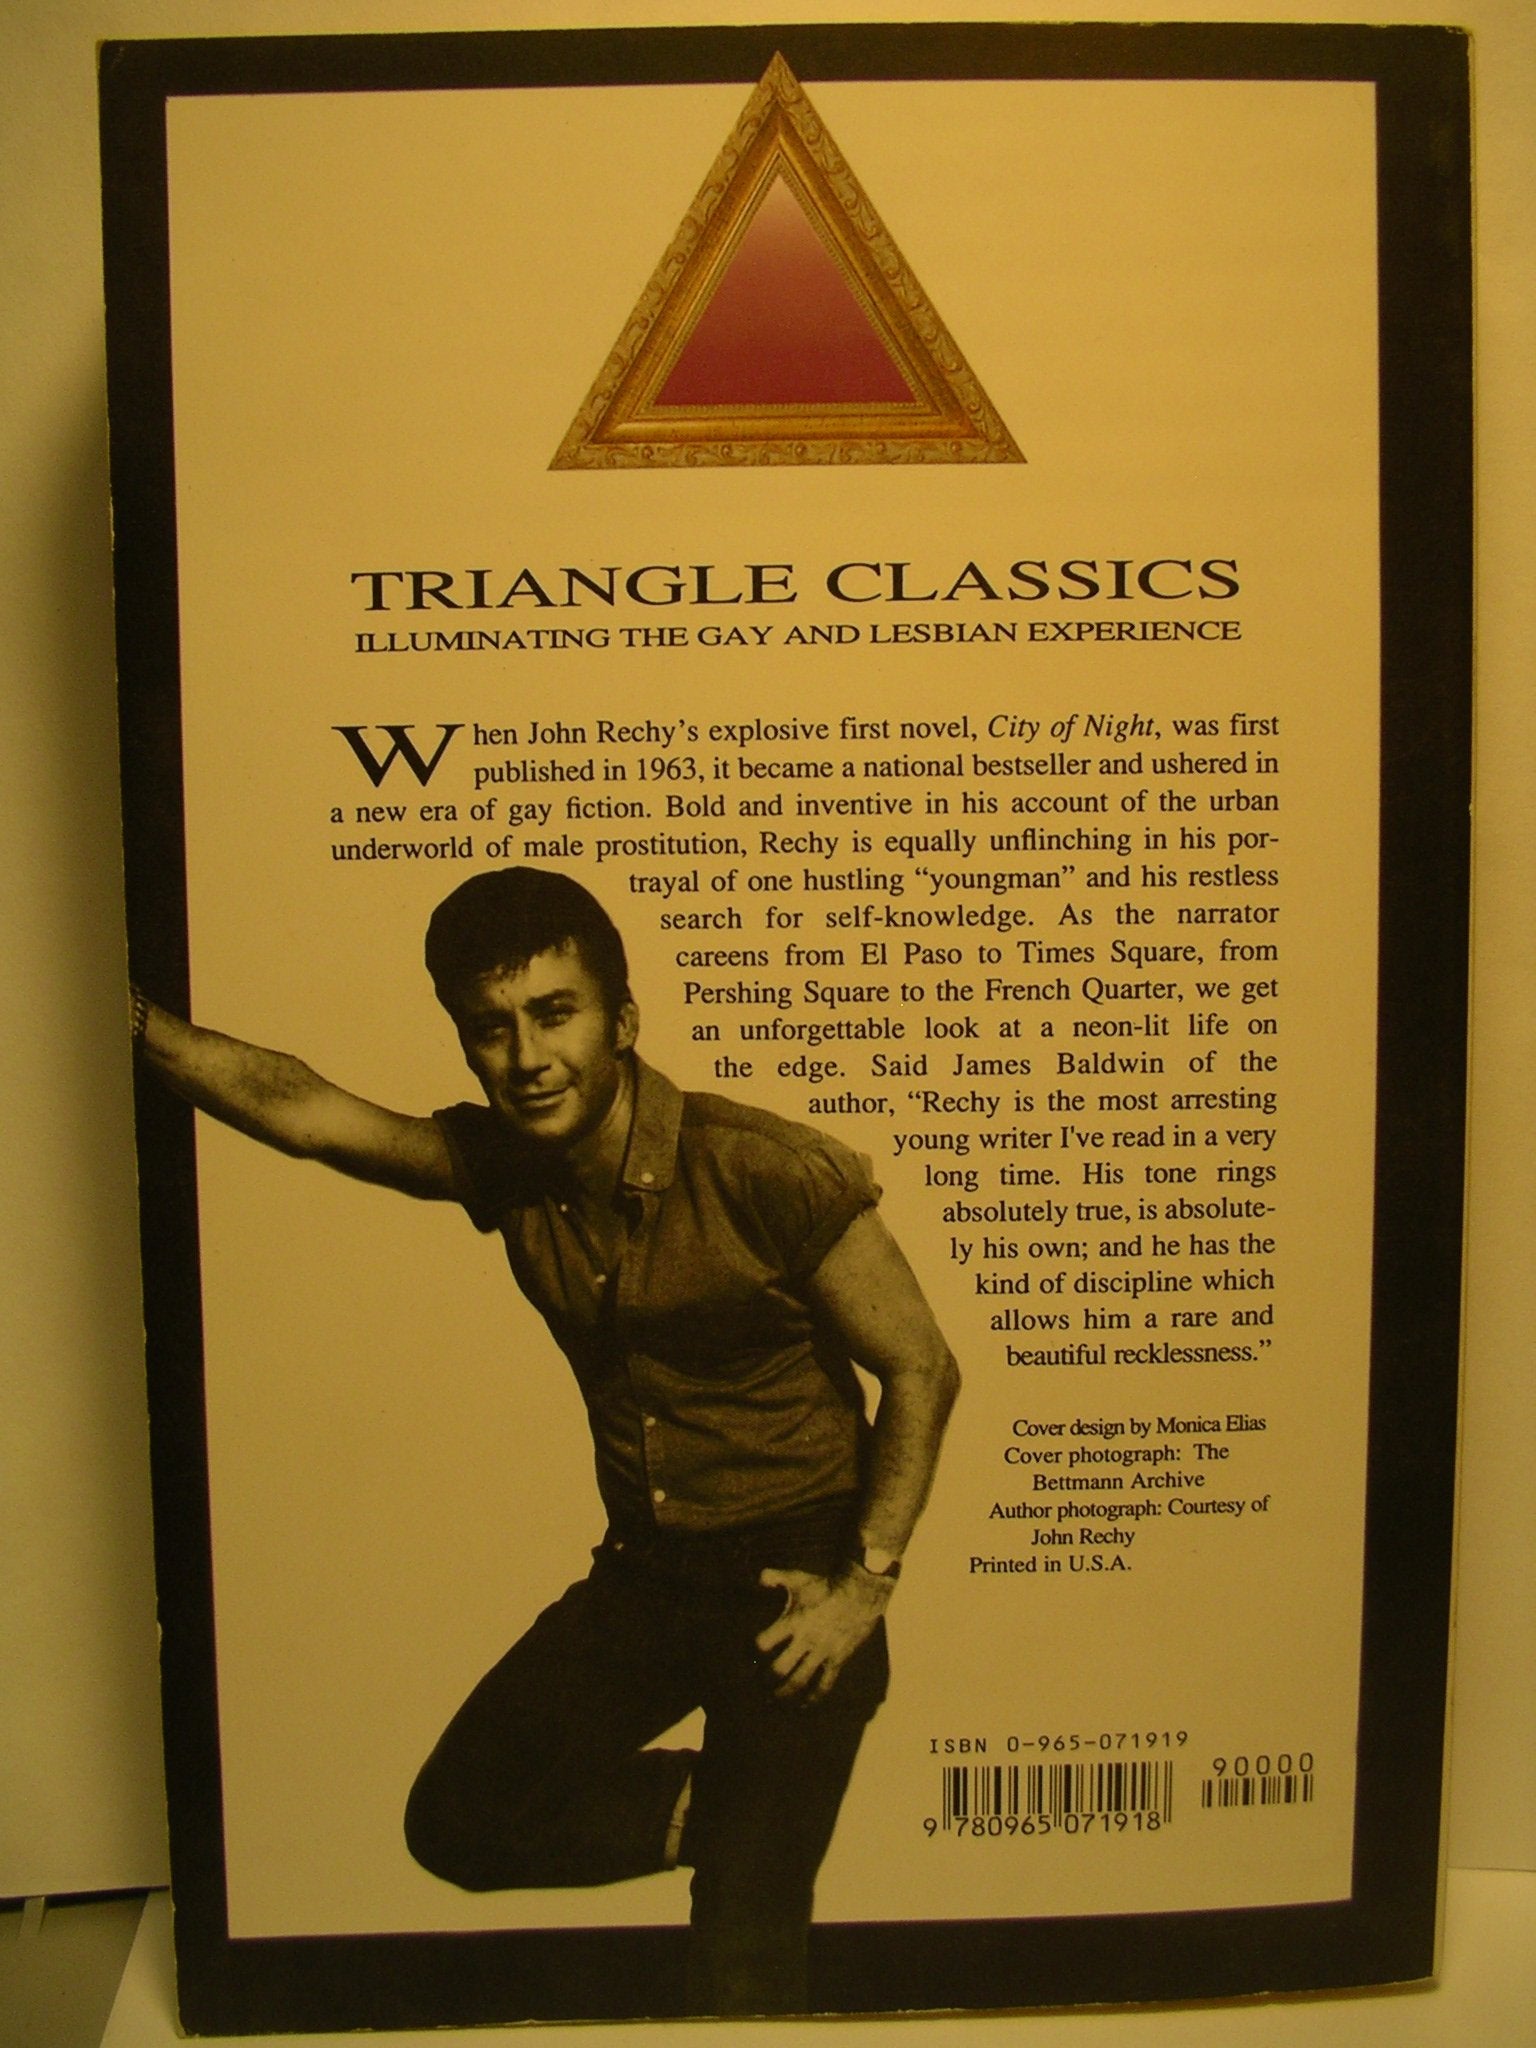 TRIANGLE CLASSICS
ILLUMINATING THE GAY AND LESBIAN EXPERIENCE
When John Rechy's explosive first novel, City of Night, was first
published in 1963, it became a national bestseller and ushered in
a new era of gay fiction. Bold and inventive in his account of the urban
underworld of male prostitution, Rechy is equally unflinching in his por-
trayal of one hustling “youngman” and his restless
search for self-knowledge. As the narrator
careens from El Paso to Times Square, from
Pershing Square to the French Quarter, we get
an unforgettable look at a neon-lit life on
the edge. Said James Baldwin of the
author, “Rechy is the most arresting
young writer I've read in a very
long time. His tone rings
absolutely true, is absolute-
ly his own; and he has the
kind of discipline which
allows him a rare and
beautiful recklessness.”
Cover design by Monica Elias
Cover photograph: The
Bettmann Archive
Author photograph: Courtesy of
John Rechy
Printed in U.S.A.
ISBN 0-965-071919
90000
9 780965 071918